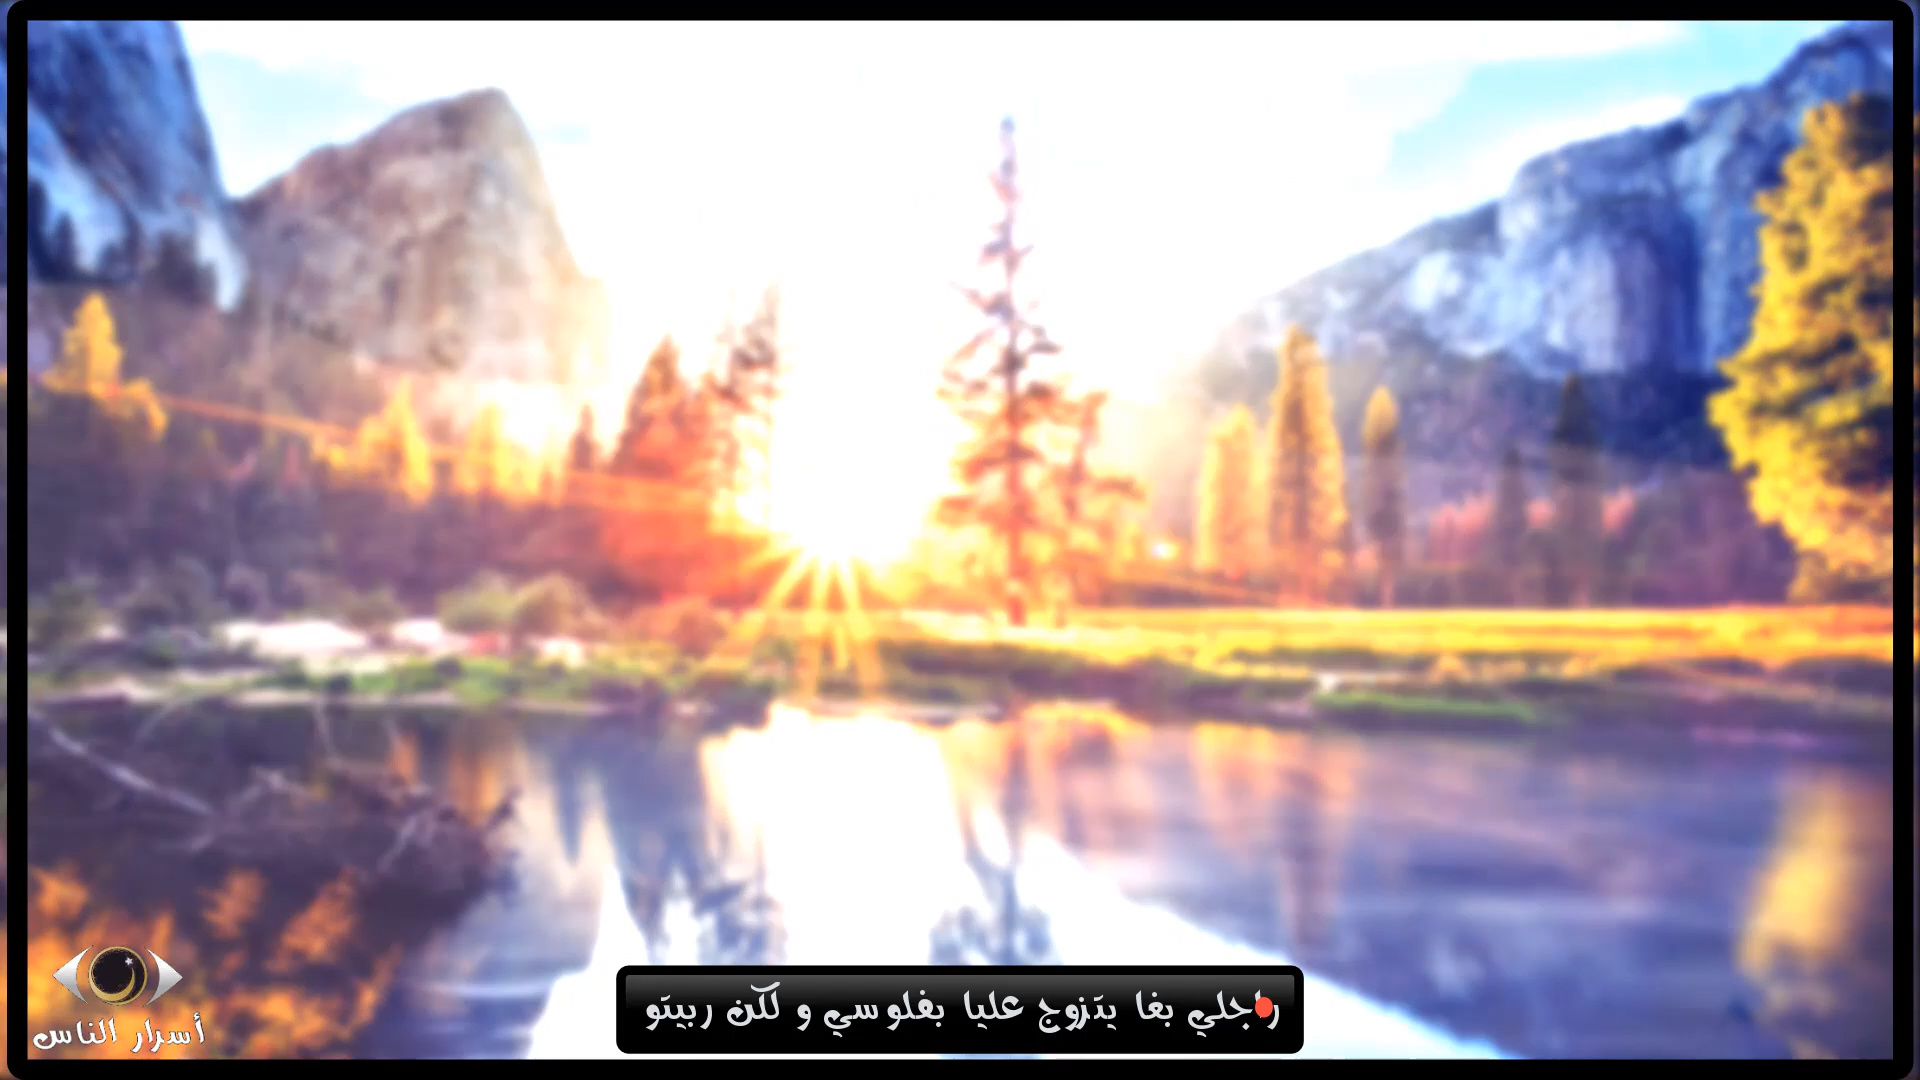 راجلي بغا يتزوج عليا بفلوسي و لكن ربيتو
أسرار الناس